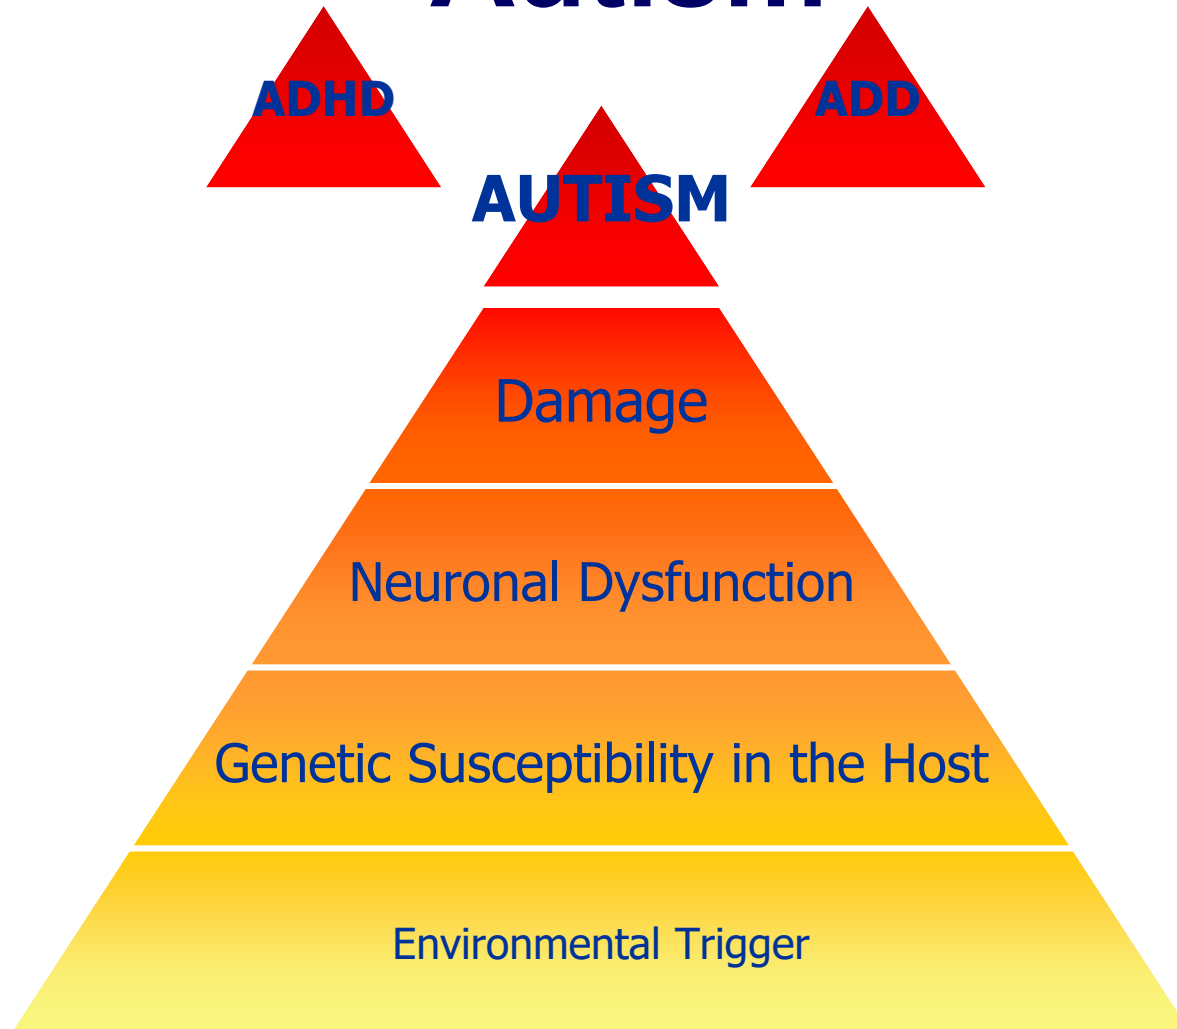 ADHD
ADD
AUTISM
Damage
Neuronal Dysfunction
Genetic Susceptibility in the Host
Environmental Trigger